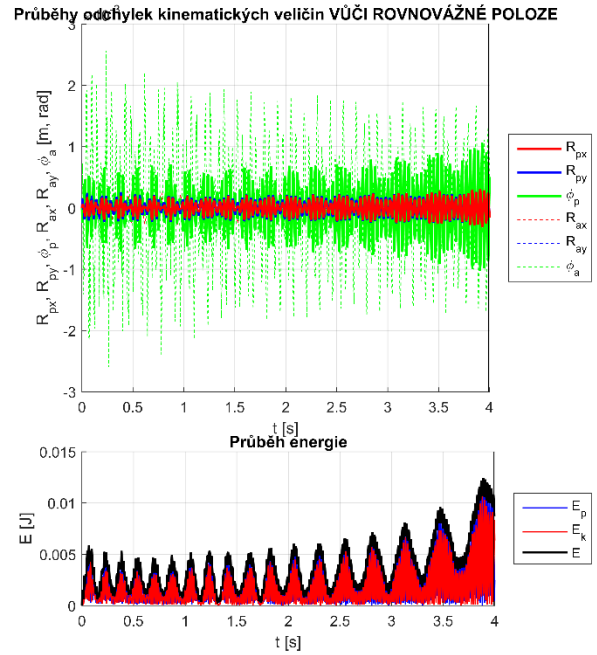 Průběhy odchylek kinematických veličin VŮČI ROVNOVÁŽNÉ POLOZE
3
2
1
0
-1
-2
-3
R_px, R_py, ϕ_p, R_ax, R_ay, ϕ_a [m, rad]
0 0.5 1 1.5 2 2.5 3 3.5 4
t [s]
R_px
R_py
ϕ_p
R_ax
R_ay
ϕ_a
Průběh energie
0.015
0.01
0.005
0
E [J]
0 0.5 1 1.5 2 2.5 3 3.5 4
t [s]
E_p
E_k
E